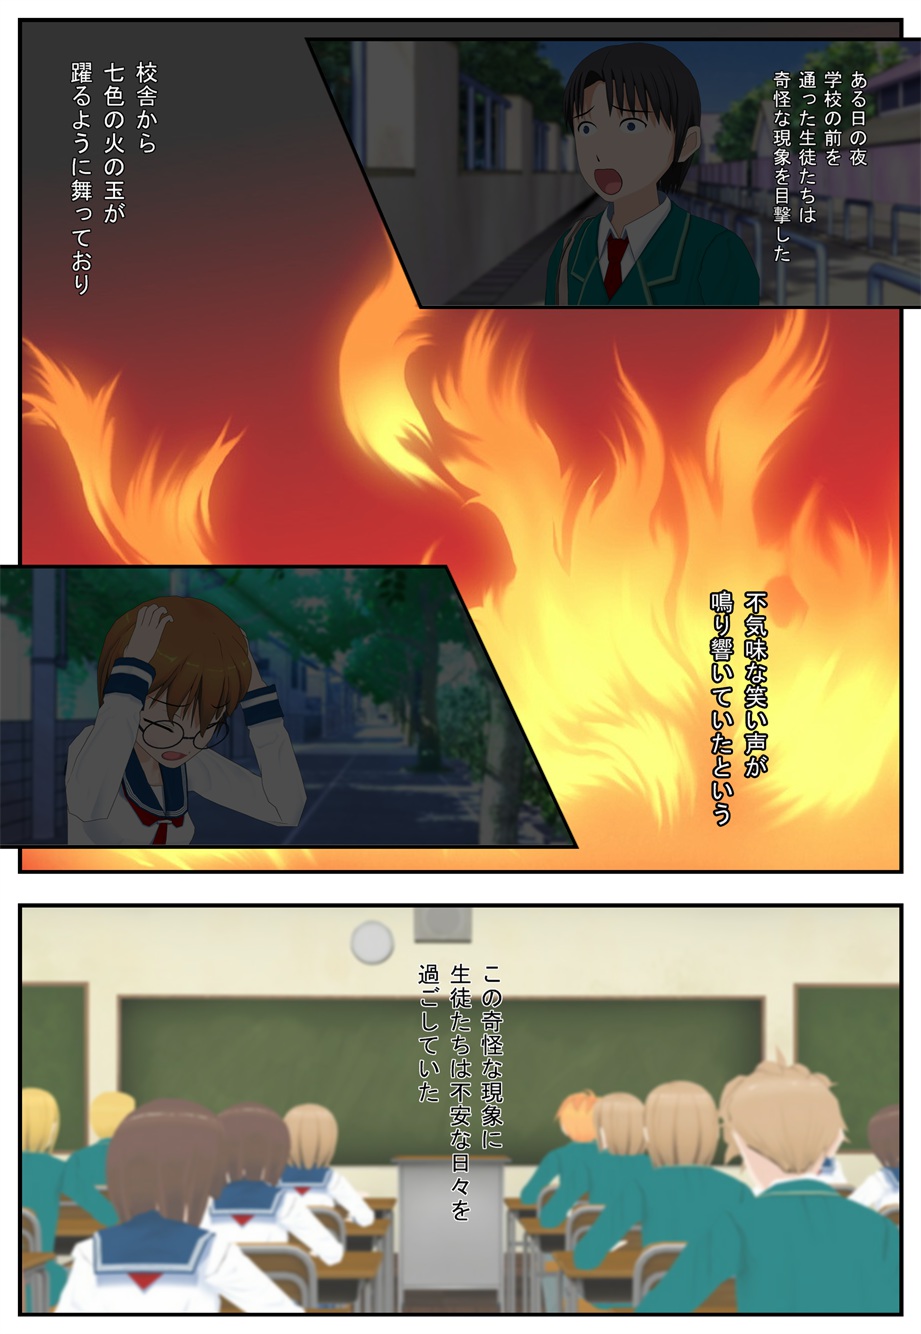 ある日の夜
学校の前を
通った生徒たちは
奇怪な現象を目撃した
校舎から
七色の火の玉が
躍るように舞っており
不気味な笑い声が
鳴り響いていたという
この奇怪な現象に
生徒たちは不安な日々を
過ごしていた